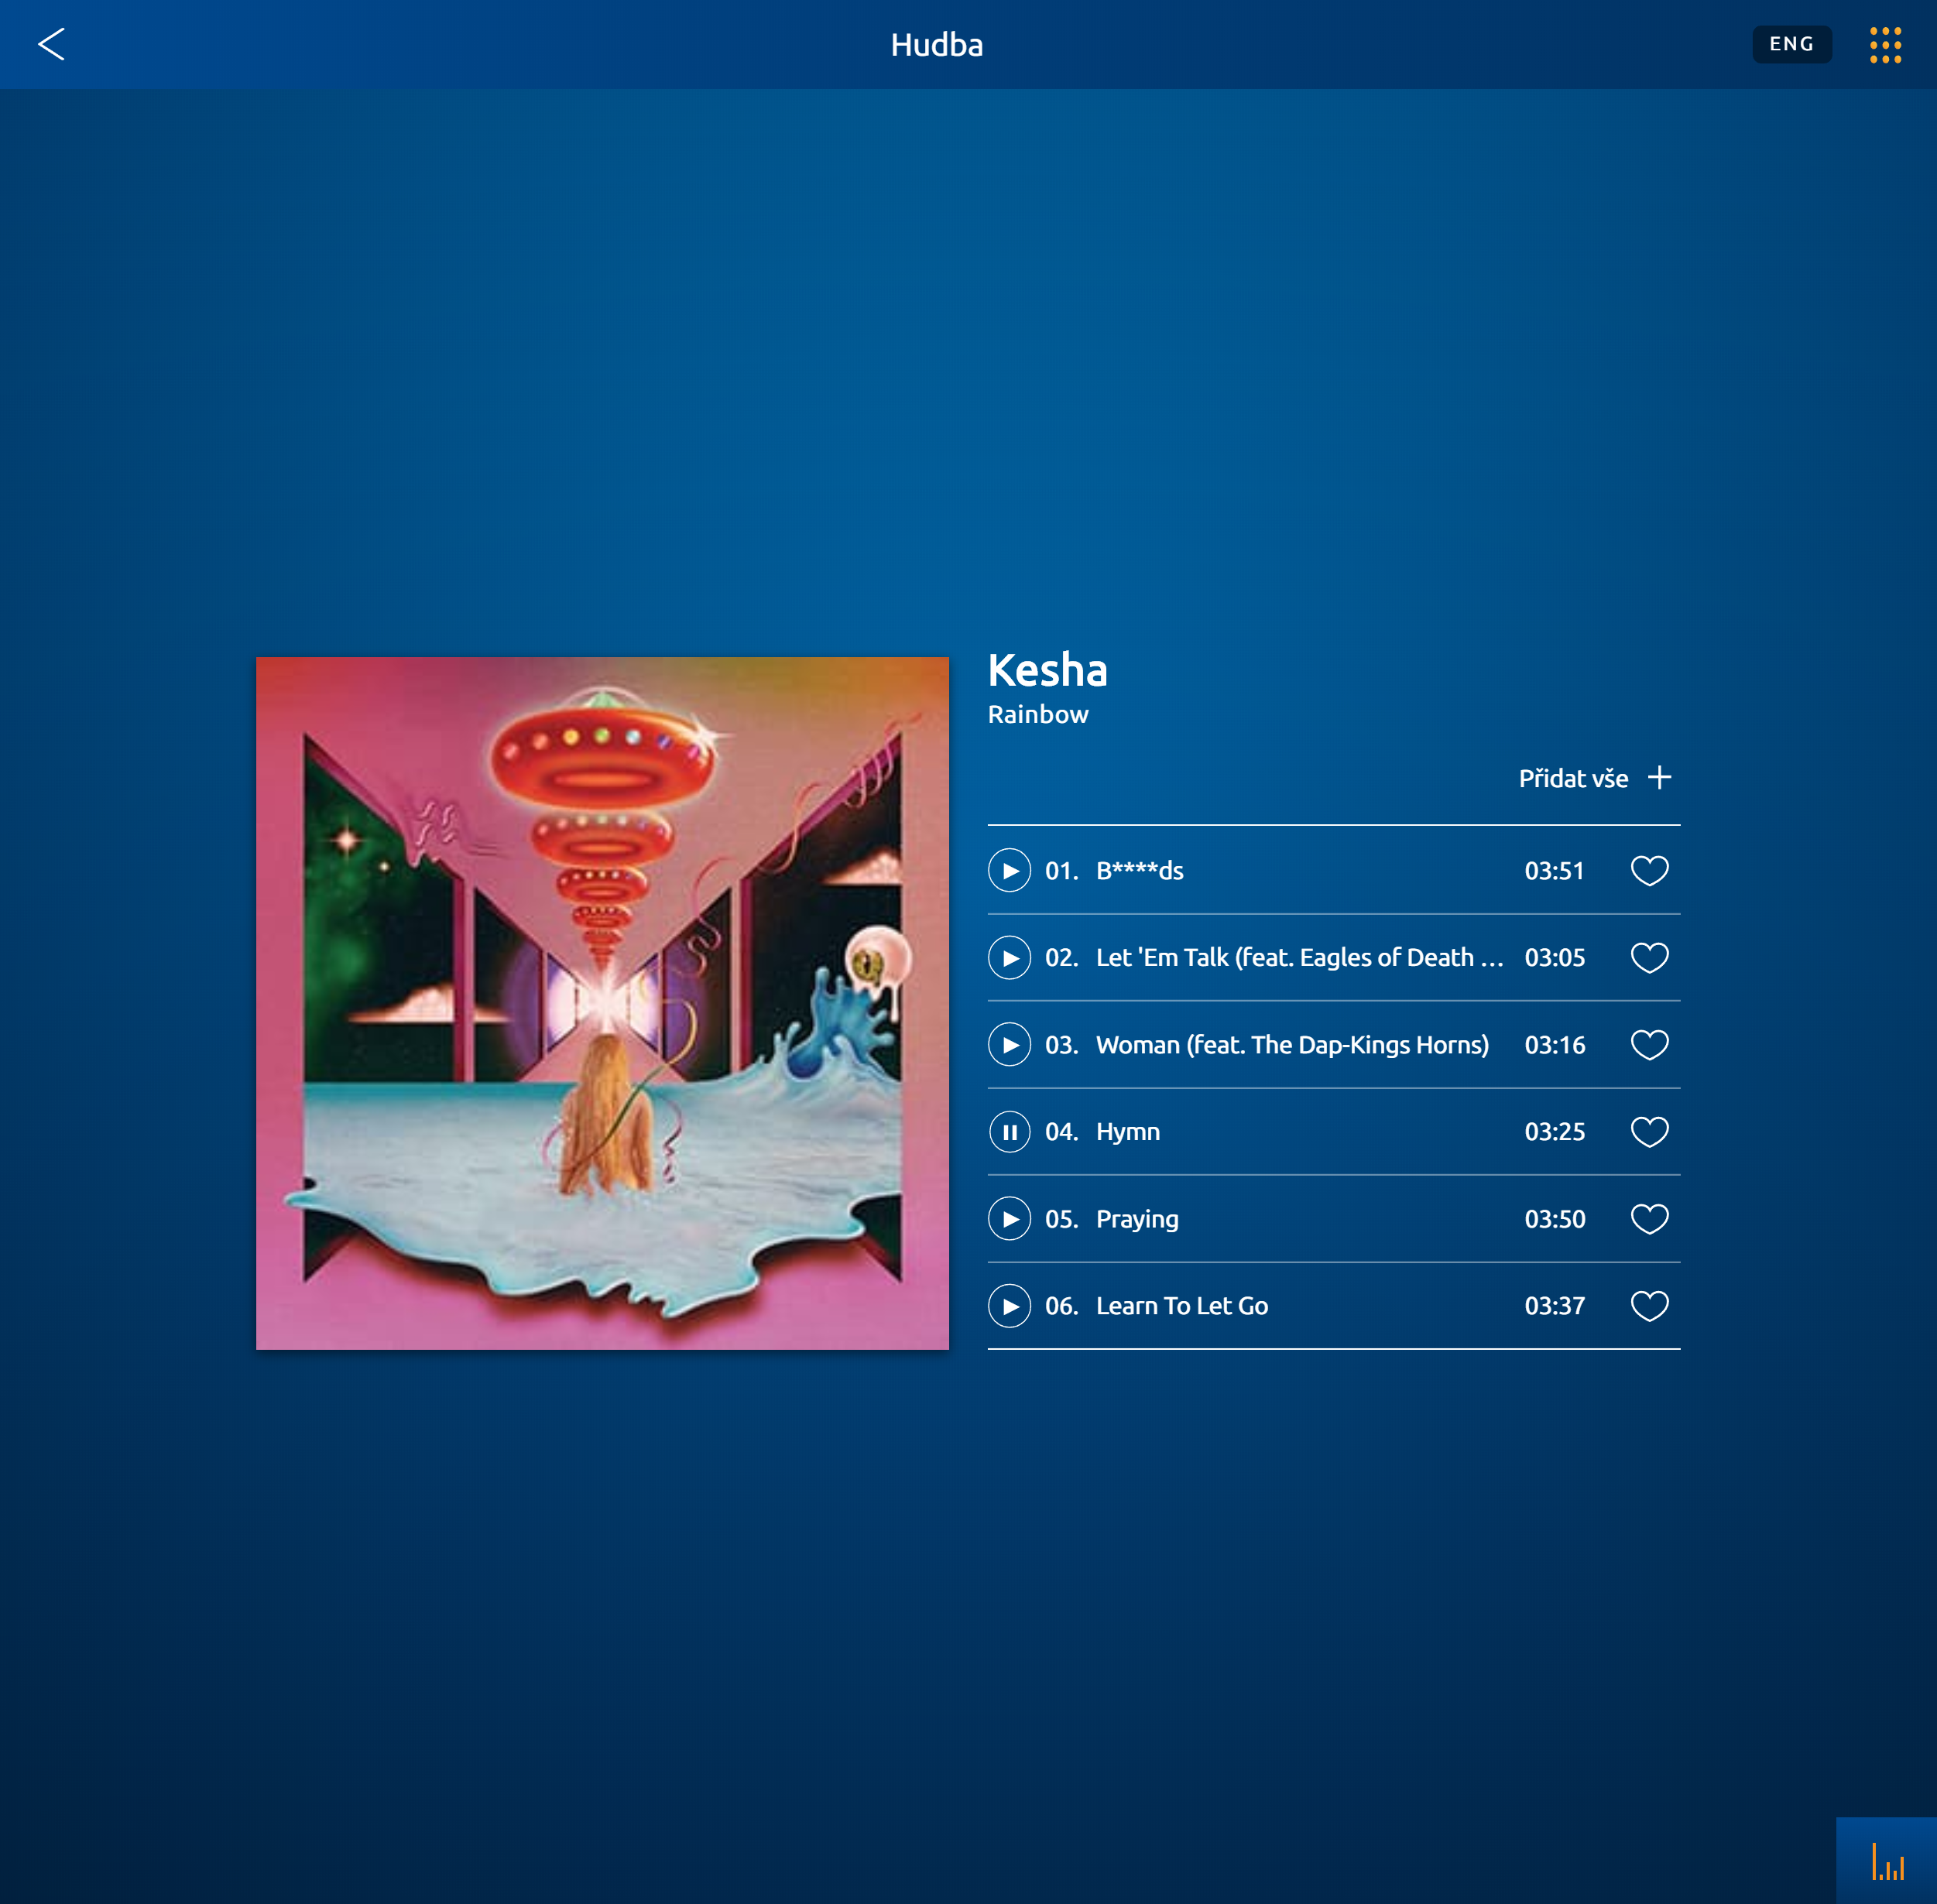 Hudba
ENG
Kesha
Rainbow
Přidat vše
01. B****ds 03:51
02. Let 'Em Talk (feat. Eagles of Death ... 03:05
03. Woman (feat. The Dap-Kings Horns) 03:16
04. Hymn 03:25
05. Praying 03:50
06. Learn To Let Go 03:37